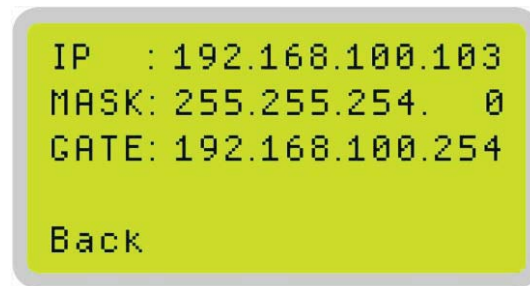 IP  : 192.168.100.103
MASK: 255.255.254.  0
GATE: 192.168.100.254
Back